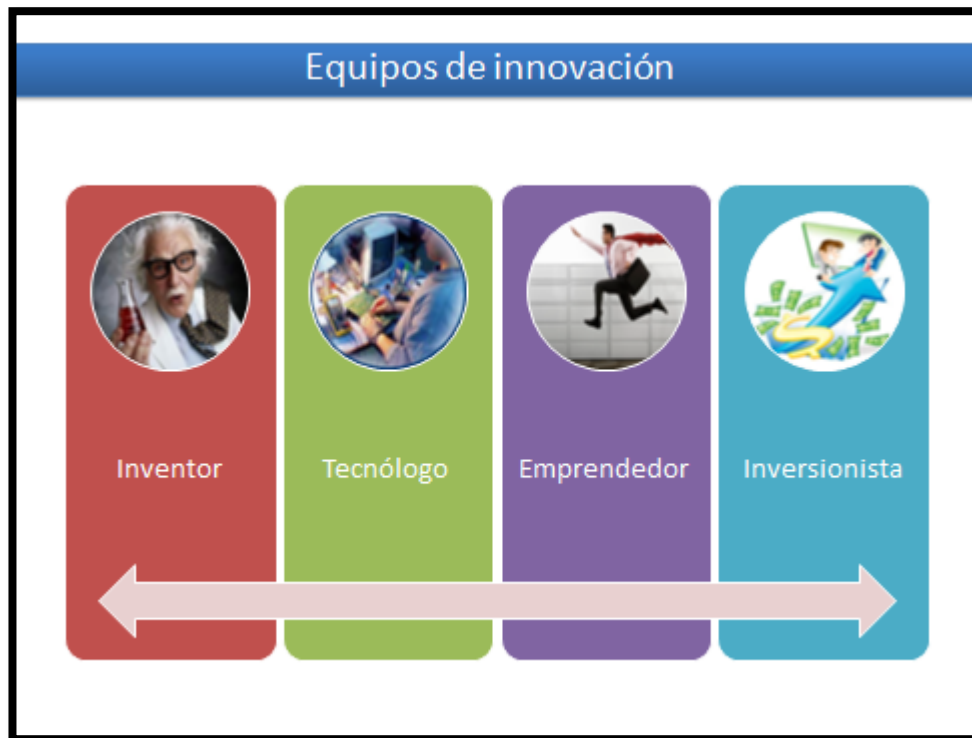 Equipos de innovación
Inventor
Tecnólogo
Emprendedor
Inversionista